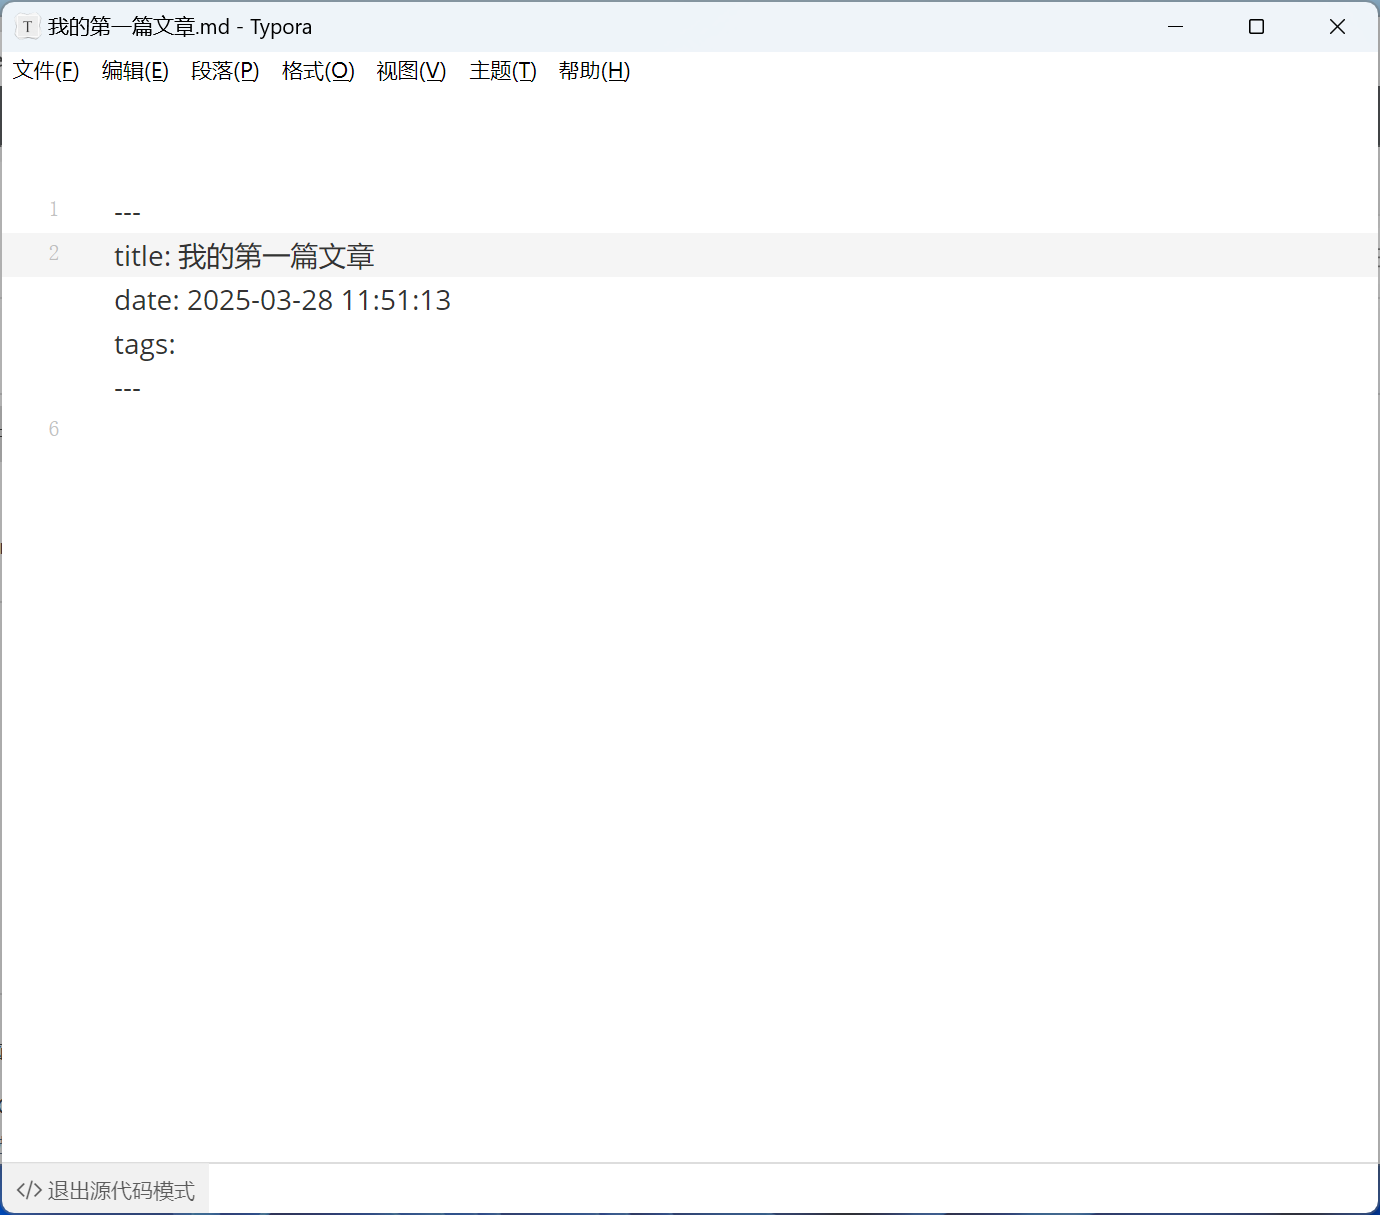 我的第一篇文章.md - Typora
文件(F) 编辑(E) 段落(P) 格式(O) 视图(V) 主题(T) 帮助(H)
1 ---
2 title: 我的第一篇文章
date: 2025-03-28 11:51:13
tags:
---
6
</> 退出源代码模式